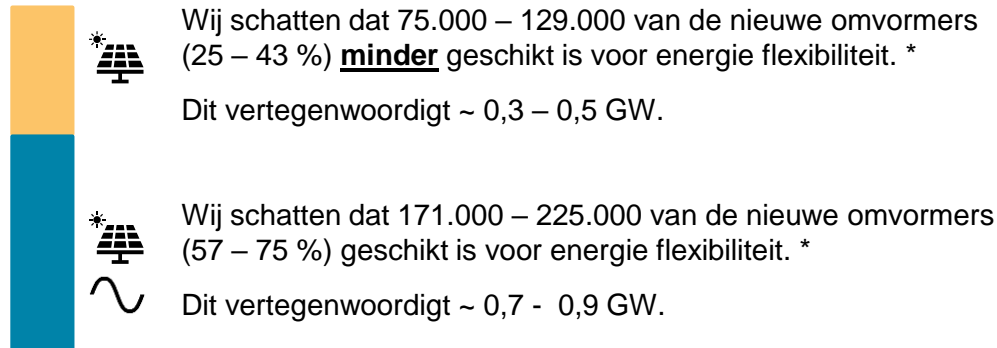 Wij schatten dat 75.000 – 129.000 van de nieuwe omvormers
(25 – 43 %) minder geschikt is voor energie flexibiliteit. *
Dit vertegenwoordigt ~ 0,3 – 0,5 GW.
Wij schatten dat 171.000 – 225.000 van de nieuwe omvormers
(57 – 75 %) geschikt is voor energie flexibiliteit. *
Dit vertegenwoordigt ~ 0,7 - 0,9 GW.